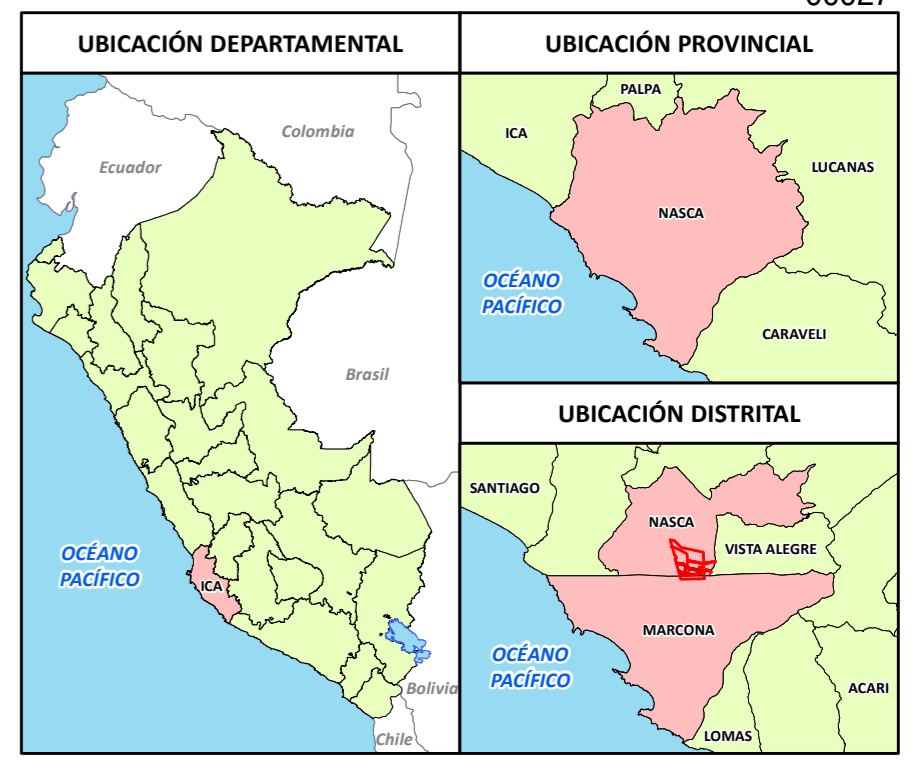 UBICACIÓN DEPARTAMENTAL
Colombia
Ecuador
Brasil
OCÉANO
PACÍFICO
ICA
Bolivia
Chile
UBICACIÓN PROVINCIAL
PALPA
ICA
LUCANAS
NASCA
OCÉANO
PACÍFICO
CARAVELI
UBICACIÓN DISTRITAL
SANTIAGO
NASCA
VISTA ALEGRE
MARCONA
OCÉANO
PACÍFICO
ACARI
LOMAS